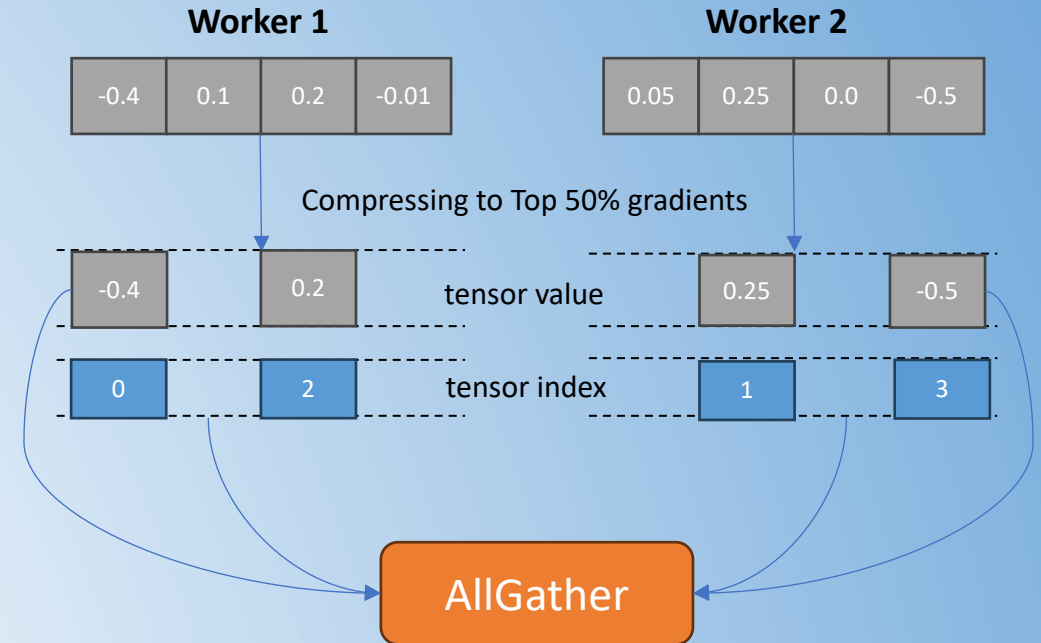 Worker 1 Worker 2
-0.4 0.1 0.2 -0.01 0.05 0.25 0.0 -0.5
Compressing to Top 50% gradients
-0.4 0.2 tensor value 0.25 -0.5
0 2 tensor index 1 3
AllGather